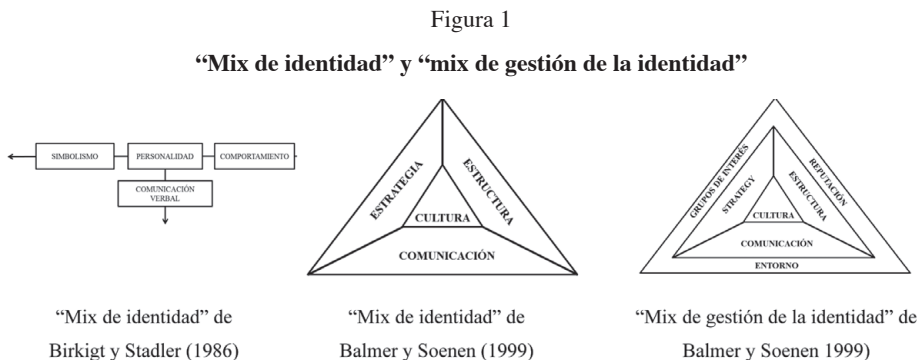 Figura 1
“Mix de identidad” y “mix de gestión de la identidad”
SIMBOLISMO
PERSONALIDAD
COMPORTAMIENTO
COMUNICACIÓN
VERBAL
ESTRATEGIA
ESTRUCTURA
CULTURA
COMUNICACIÓN
GRUPOS DE INTERÉS
REPUTACIÓN
STRATEGY
ESTRUCTURA
CULTURA
COMUNICACIÓN
ENTORNO
“Mix de identidad” de
Birkigt y Stadler (1986)
“Mix de identidad” de
Balmer y Soenen (1999)
“Mix de gestión de la identidad” de
Balmer y Soenen 1999)